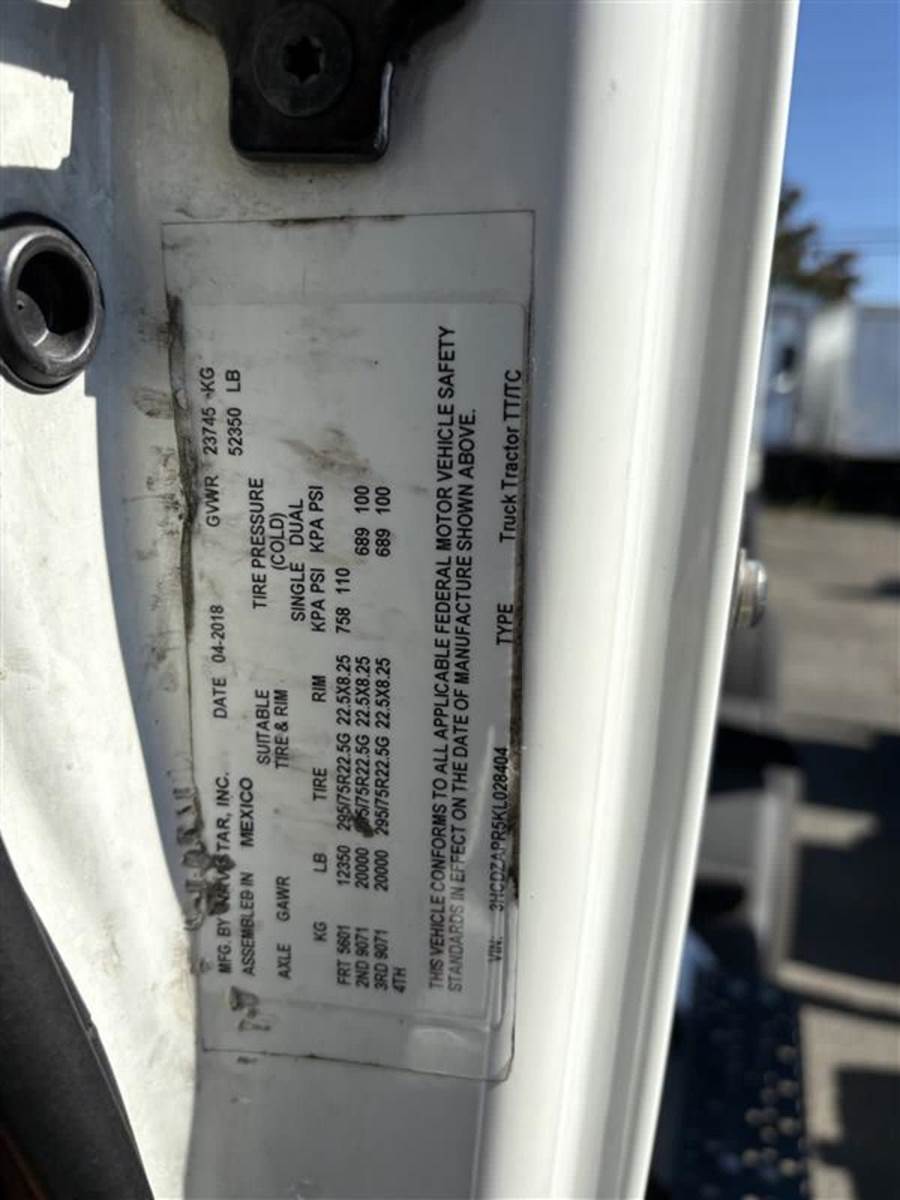 MFG. BY NAVISTAR, INC. DATE 04-2018 GVWR 23745 KG
ASSEMBLED IN MEXICO 52350 LB
AXLE GAWR SUITABLE TIRE PRESSURE
TIRE & RIM (COLD)
SINGLE DUAL
KG LB TIRE RIM KPA PSI KPA PSI
FRT 5601 12350 295/75R22.5G 22.5X8.25 758 110
2ND 9071 20000 295/75R22.5G 22.5X8.25 689 100
3RD 9071 20000 295/75R22.5G 22.5X8.25 689 100
4TH
THIS VEHICLE CONFORMS TO ALL APPLICABLE FEDERAL MOTOR VEHICLE SAFETY
STANDARDS IN EFFECT ON THE DATE OF MANUFACTURE SHOWN ABOVE.
VIN: 3HCDZAPR5KL028404 TYPE Truck Tractor TT/TC